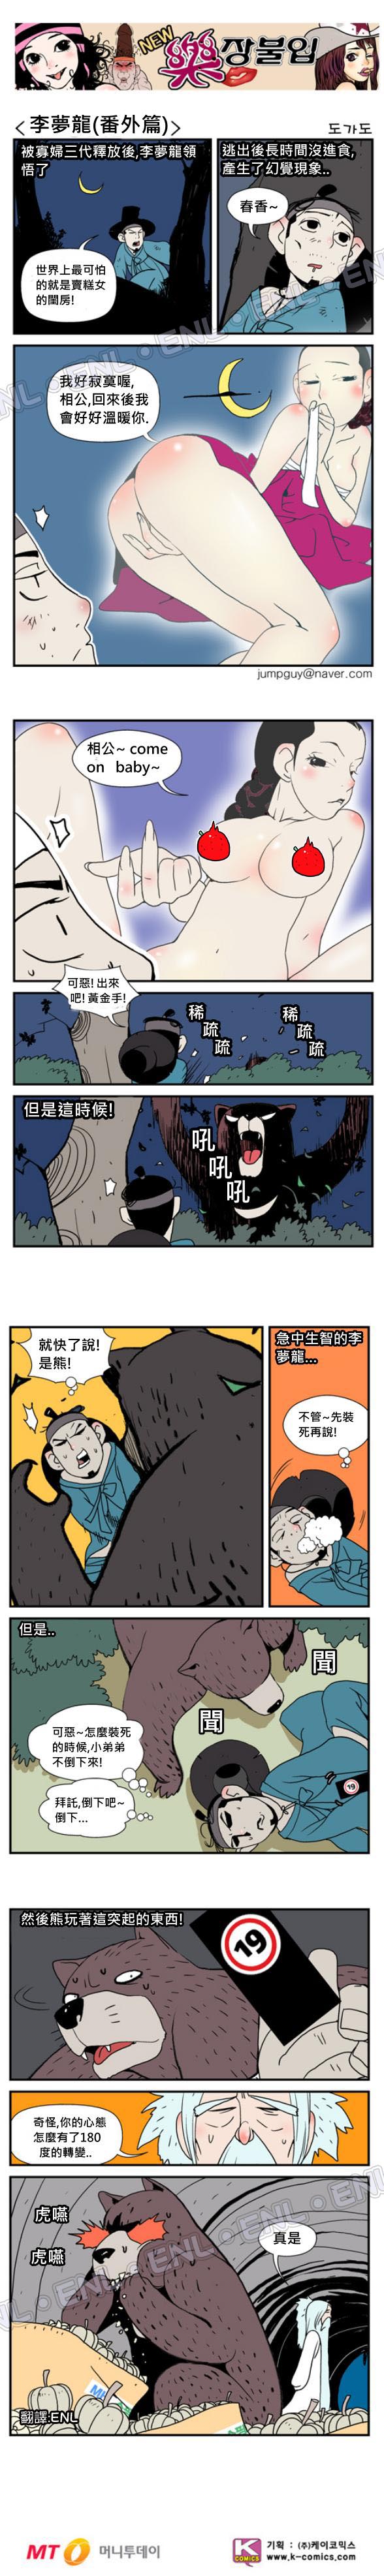 NEW 樂장불입
<李夢龍(番外篇)>
도가도
被寡婦三代釋放後,李夢龍領
悟了
世界上最可怕
的就是賣糕女
的閨房!
逃出後長時間沒進食,
產生了幻覺現象..
春香~
我好寂寞喔,
相公,回來後我
會好好溫暖你.
jumpguy@naver.com
相公~ come
on baby~
可惡! 出來
吧! 黃金手!
稀
疏
疏
稀
疏
疏
但是這時候!
吼
吼
吼
就快了說!
是熊!
急中生智的李
夢龍...
不管~先裝
死再說!
但是..
聞
聞
可惡~怎麼裝死
的時候,小弟弟
不倒下來!
拜託,倒下吧~
倒下...
19
然後熊玩著這突起的東西!
19
奇怪,你的心態
怎麼有了180
度的轉變..
虎嚥
虎嚥
真是
翻譯:ENL
ENL
MT 머니투데이
K COMICS
기획 : (주)케이코믹스
www.k-comics.com